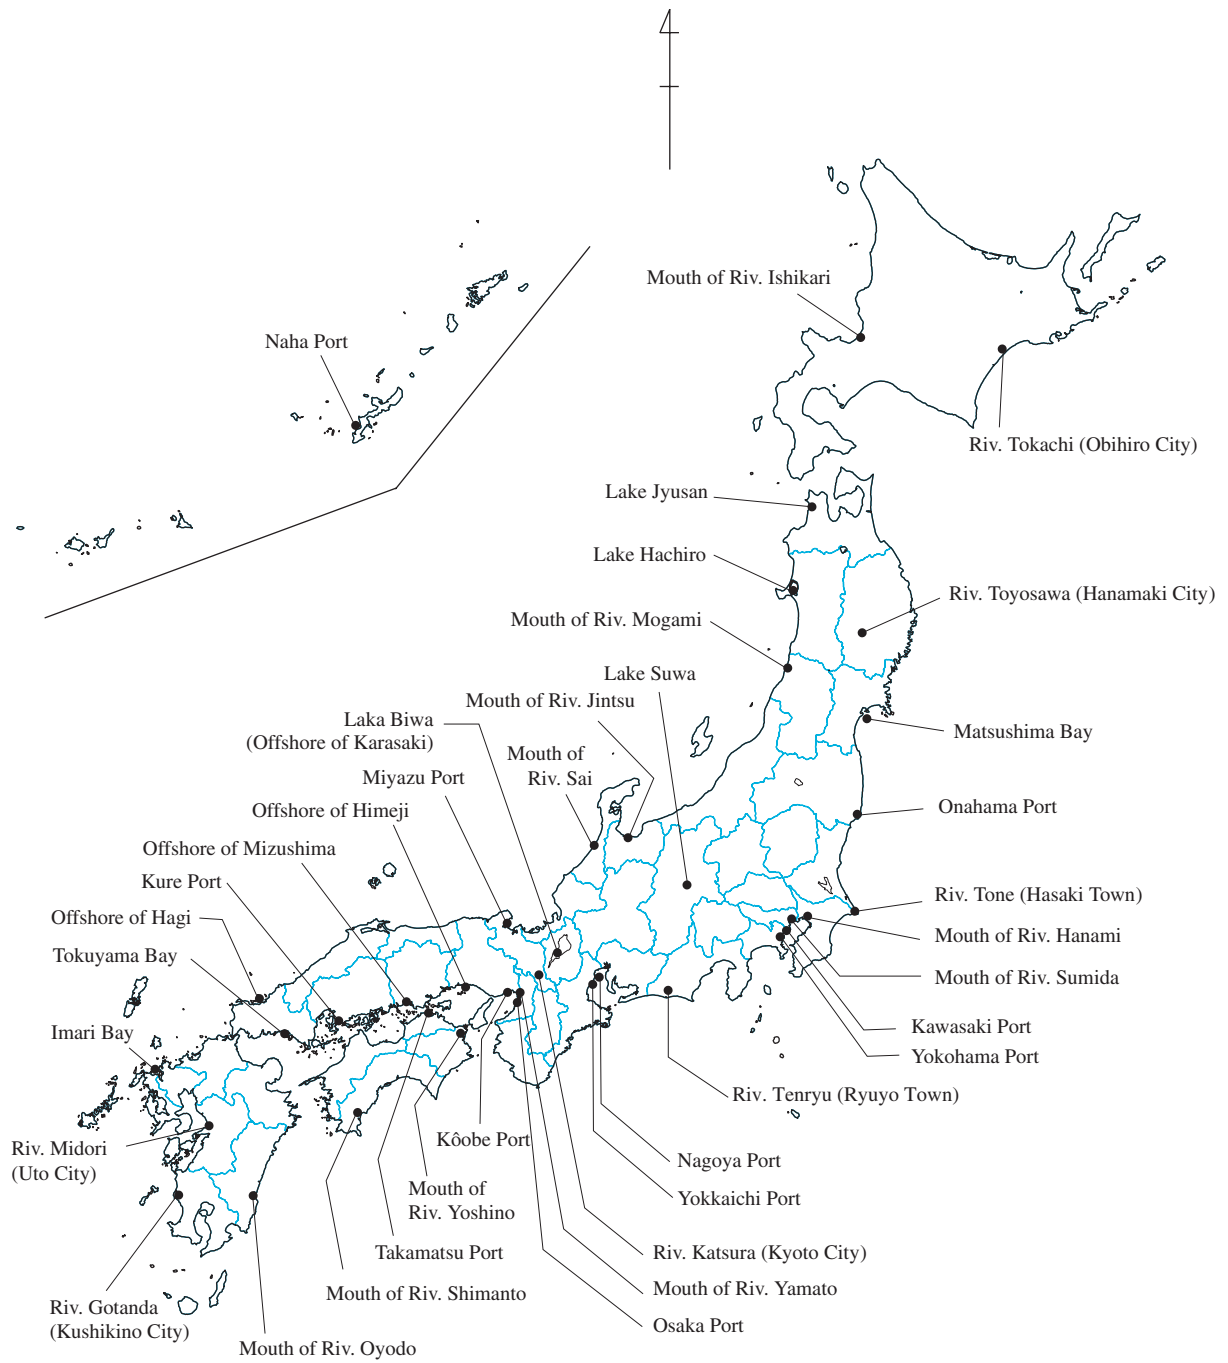 4
Mouth of Riv. Ishikari
Naha Port
Riv. Tokachi (Obihiro City)
Lake Jyusan
Lake Hachiro
Riv. Toyosawa (Hanamaki City)
Mouth of Riv. Mogami
Lake Suwa
Mouth of Riv. Jintsu
Laka Biwa
(Offshore of Karasaki)
Matsushima Bay
Mouth of
Riv. Sai
Miyazu Port
Onahama Port
Offshore of Himeji
Offshore of Mizushima
Kure Port
Riv. Tone (Hasaki Town)
Offshore of Hagi
Mouth of Riv. Hanami
Tokuyama Bay
Mouth of Riv. Sumida
Kawasaki Port
Imari Bay
Yokohama Port
Riv. Tenryu (Ryuyo Town)
Kôobe Port
Riv. Midori
(Uto City)
Nagoya Port
Mouth of
Riv. Yoshino
Yokkaichi Port
Takamatsu Port
Riv. Katsura (Kyoto City)
Mouth of Riv. Shimanto
Mouth of Riv. Yamato
Riv. Gotanda
(Kushikino City)
Osaka Port
Mouth of Riv. Oyodo